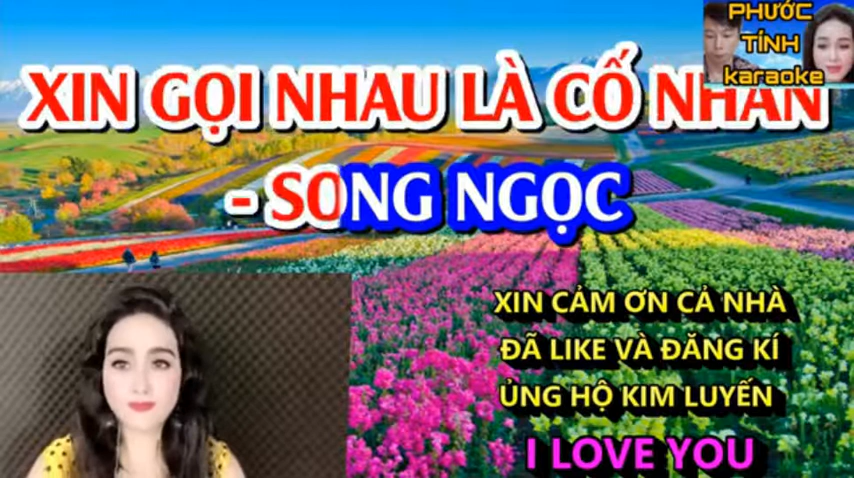 PHƯỚC
TÍNH
karaoke
XIN GỌI NHAU LÀ CỐ NHÂN
- SONG NGỌC
XIN CẢM ƠN CẢ NHÀ
ĐÃ LIKE VÀ ĐĂNG KÍ
ỦNG HỘ KIM LUYẾN
I LOVE YOU